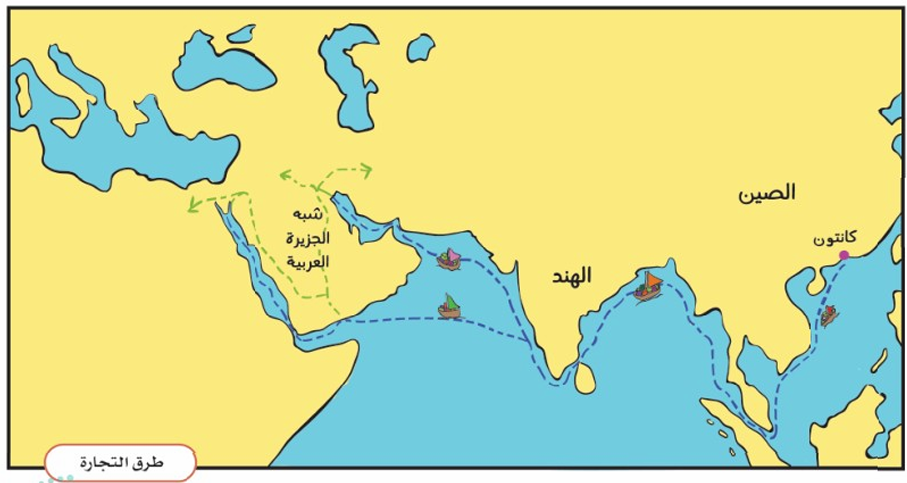 الصين
كانتون
شبه
الجزيرة
العربية
الهند
طرق التجارة